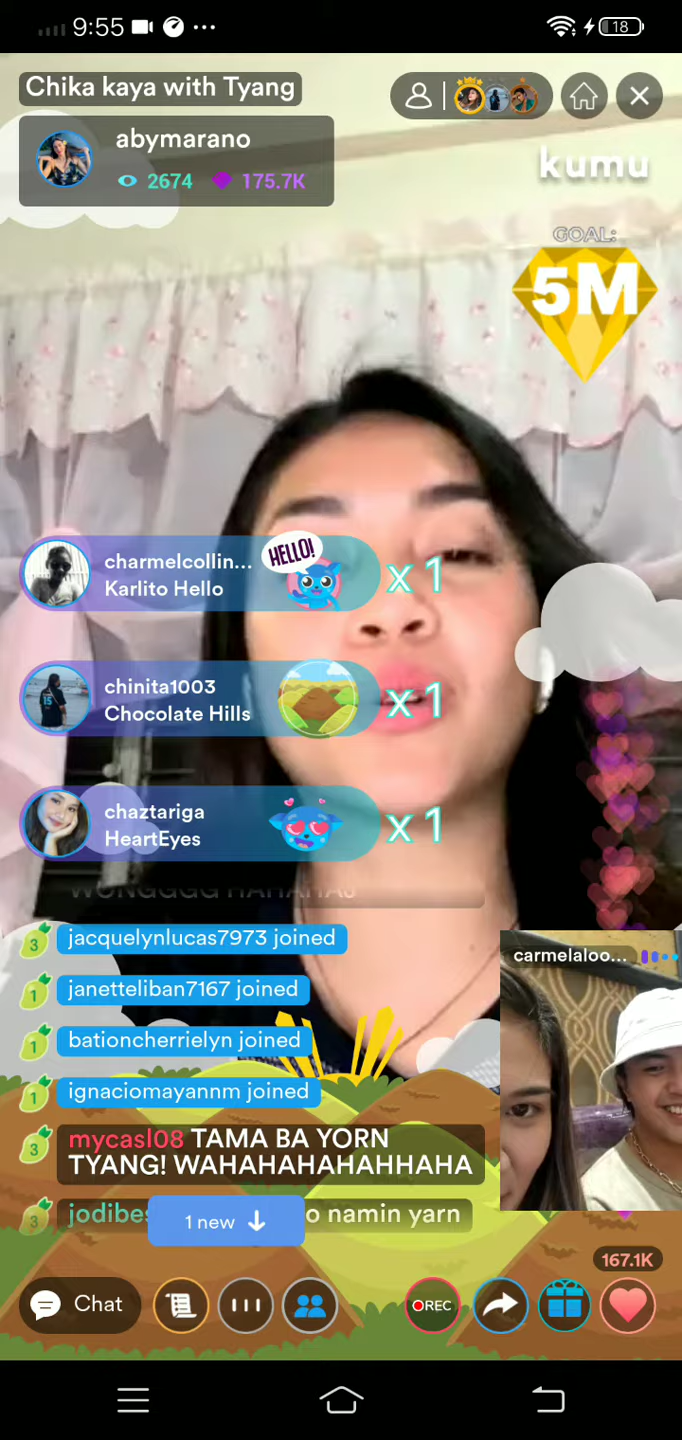 9:55
18
Chika kaya with Tyang
abymarano
2674 175.7K
kumu
GOAL:
5M
charmelcollin...
Karlito Hello
HELLO!
x 1
chinita1003
Chocolate Hills
x 1
chaztariga
HeartEyes
x 1
3 jacquelynlucas7973 joined
1 janetteliban7167 joined
1 bationcherrielyn joined
1 ignaciomayannm joined
3 mycasl08 TAMA BA YORN
TYANG! WAHAHAHAHAHHAHA
3 jodibes
o namin yarn
1 new
carmelaloo...
167.1K
Chat
REC